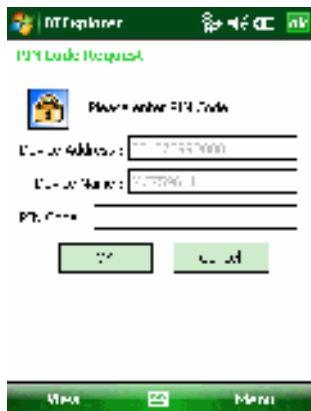 BTExplorer ok
PIN Code Request
Please enter PIN Code
Device Address :
Device Name :
PIN Code
OK Cancel
View Menu